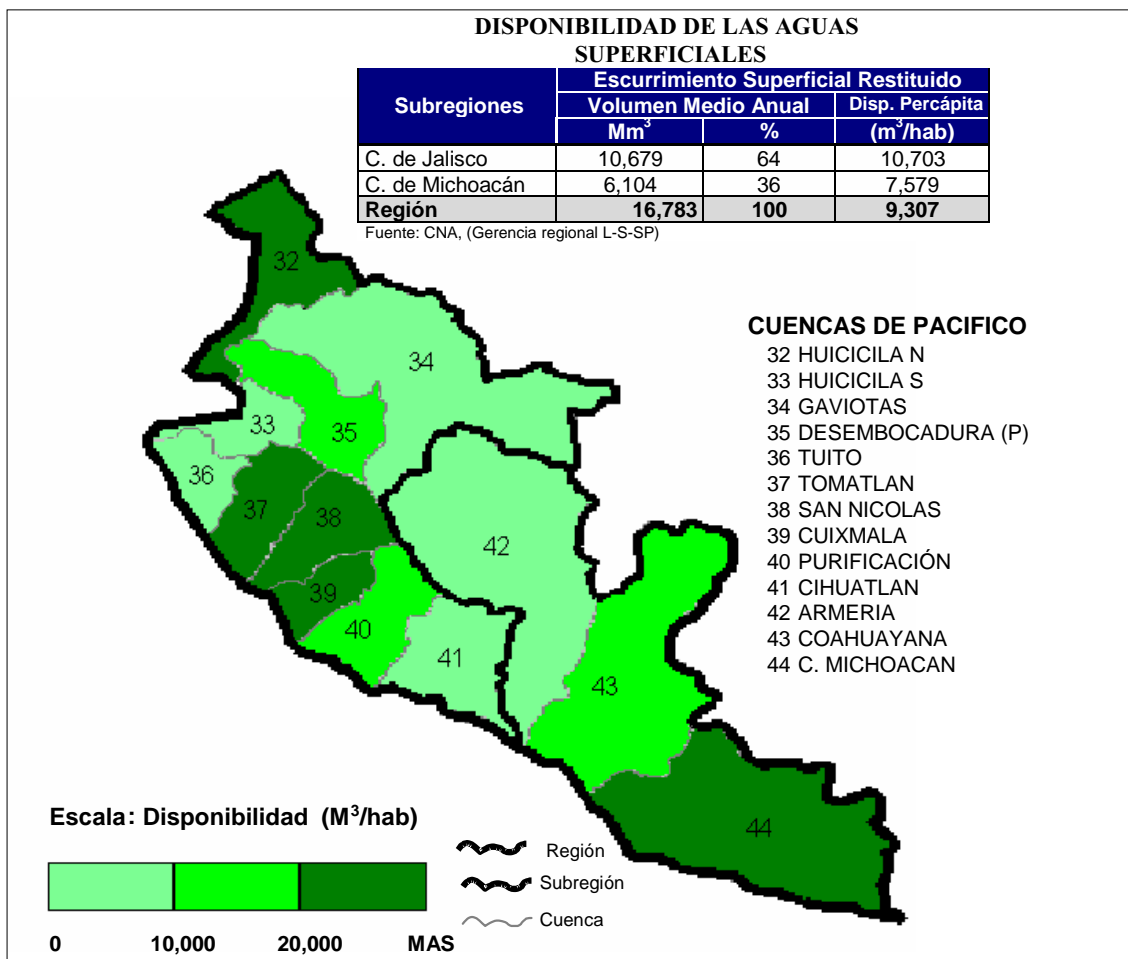 DISPONIBILIDAD DE LAS AGUAS
SUPERFICIALES
Subregiones
Escurrimiento Superficial Restituido
Volumen Medio Anual Disp. Percápita
Mm³ % (m³/hab)
C. de Jalisco 10,679 64 10,703
C. de Michoacán 6,104 36 7,579
Región 16,783 100 9,307
Fuente: CNA, (Gerencia regional L-S-SP)
32
34
33
35
36
37
38
42
39
40
41
43
44
CUENCAS DE PACIFICO
32 HUICICILA N
33 HUICICILA S
34 GAVIOTAS
35 DESEMBOCADURA (P)
36 TUITO
37 TOMATLAN
38 SAN NICOLAS
39 CUIXMALA
40 PURIFICACIÓN
41 CIHUATLAN
42 ARMERIA
43 COAHUAYANA
44 C. MICHOACAN
Escala: Disponibilidad (M³/hab)
0 10,000 20,000 MAS
Región
Subregión
Cuenca